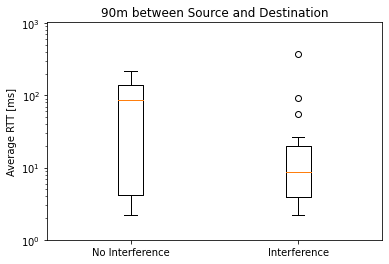 90m between Source and Destination
Average RTT [ms]
10³
10²
10¹
10⁰
No Interference
Interference